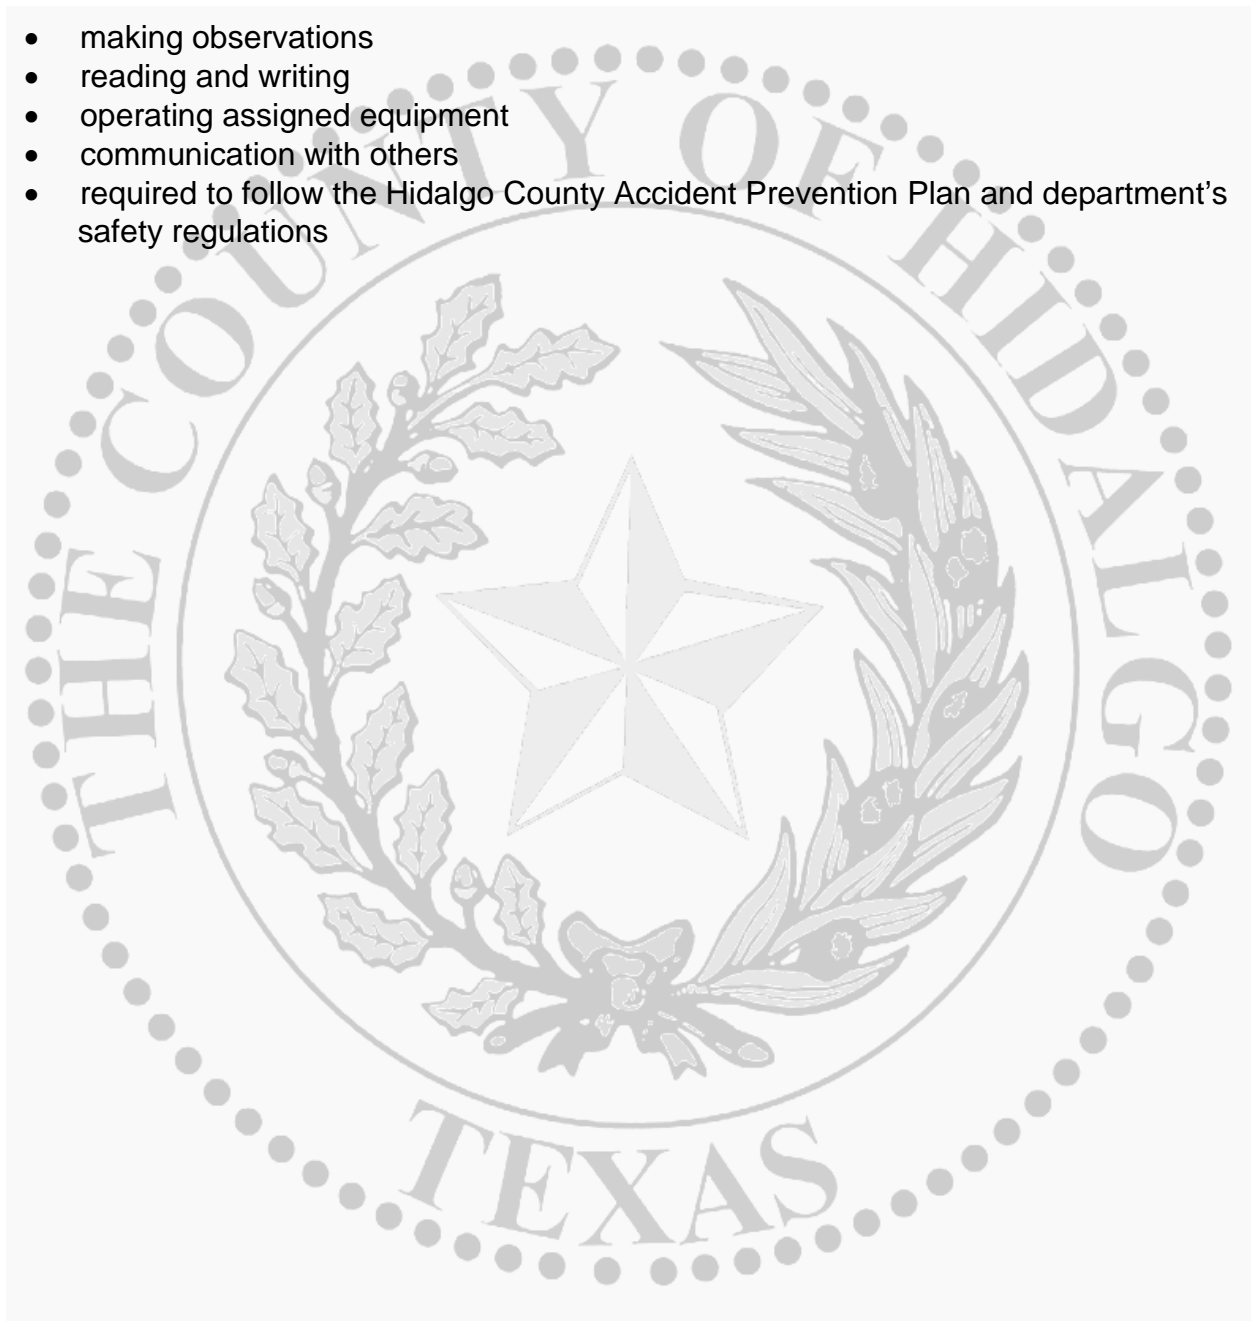 • making observations
• reading and writing
• operating assigned equipment
• communication with others
• required to follow the Hidalgo County Accident Prevention Plan and department’s
safety regulations
THE COUNTY OF HIDALGO
TEXAS